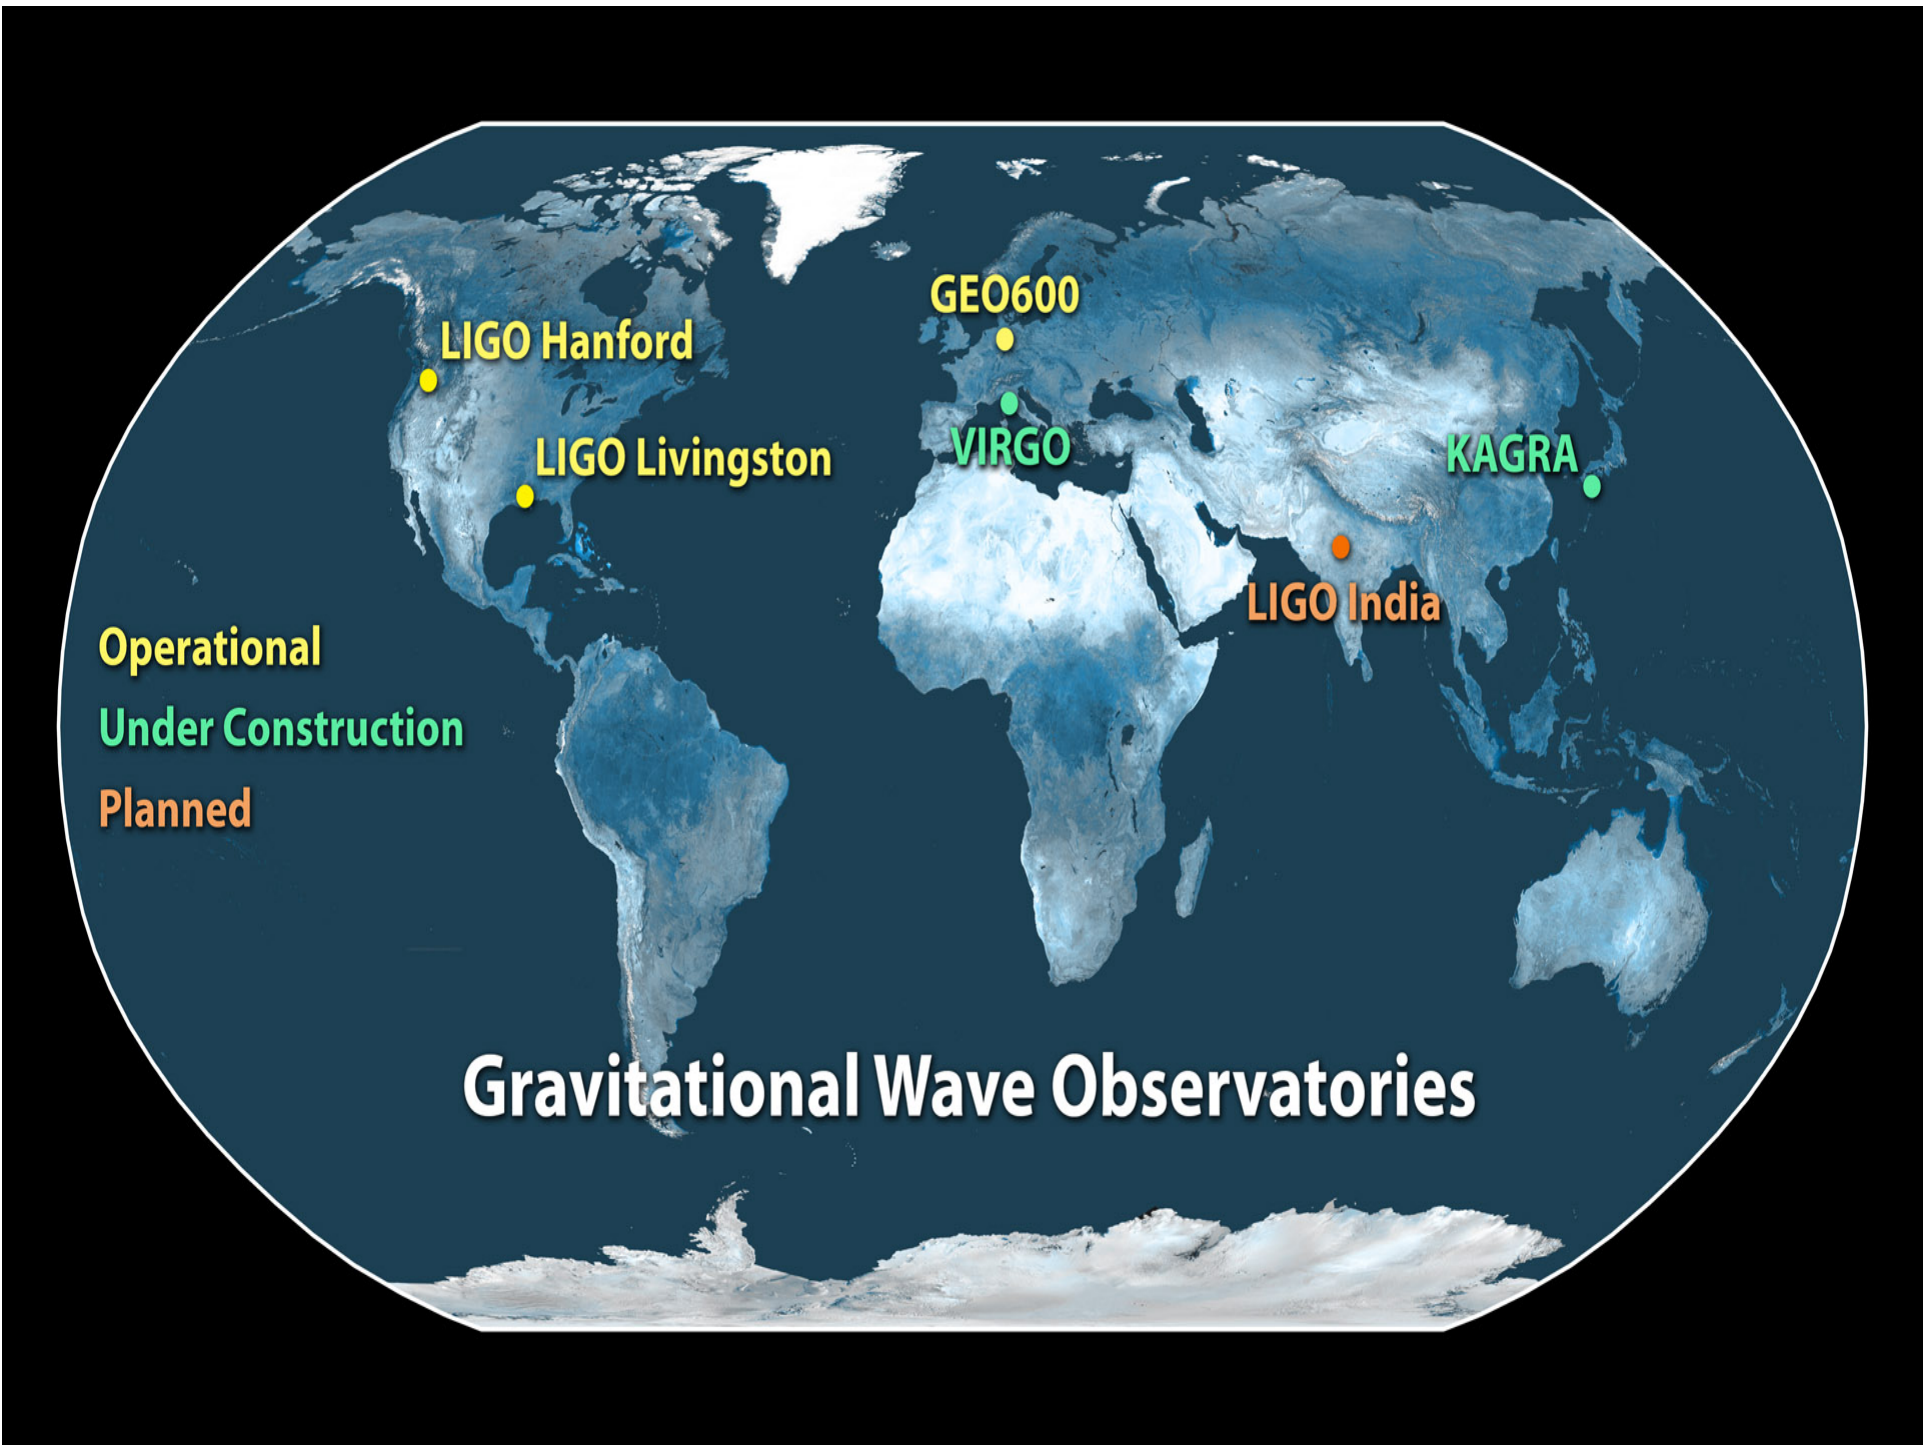 GEO600
LIGO Hanford
VIRGO
KAGRA
LIGO Livingston
LIGO India
Operational
Under Construction
Planned
Gravitational Wave Observatories